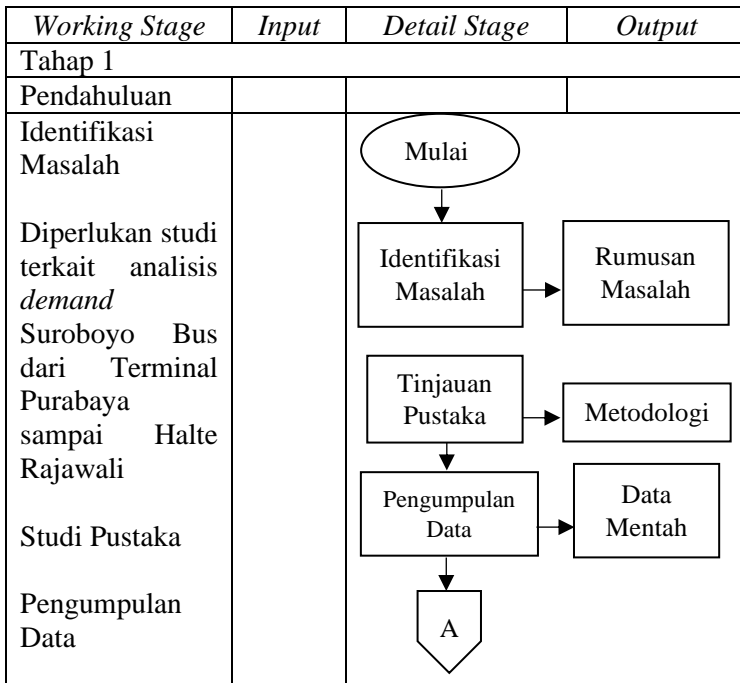 Working Stage Input Detail Stage Output
Tahap 1
Pendahuluan
Identifikasi
Masalah
Diperlukan studi
terkait analisis
demand
Suroboyo Bus
dari Terminal
Purabaya
sampai Halte
Rajawali
Studi Pustaka
Pengumpulan
Data
Mulai
Identifikasi
Masalah
Rumusan
Masalah
Tinjauan
Pustaka
Metodologi
Pengumpulan
Data
Data
Mentah
A